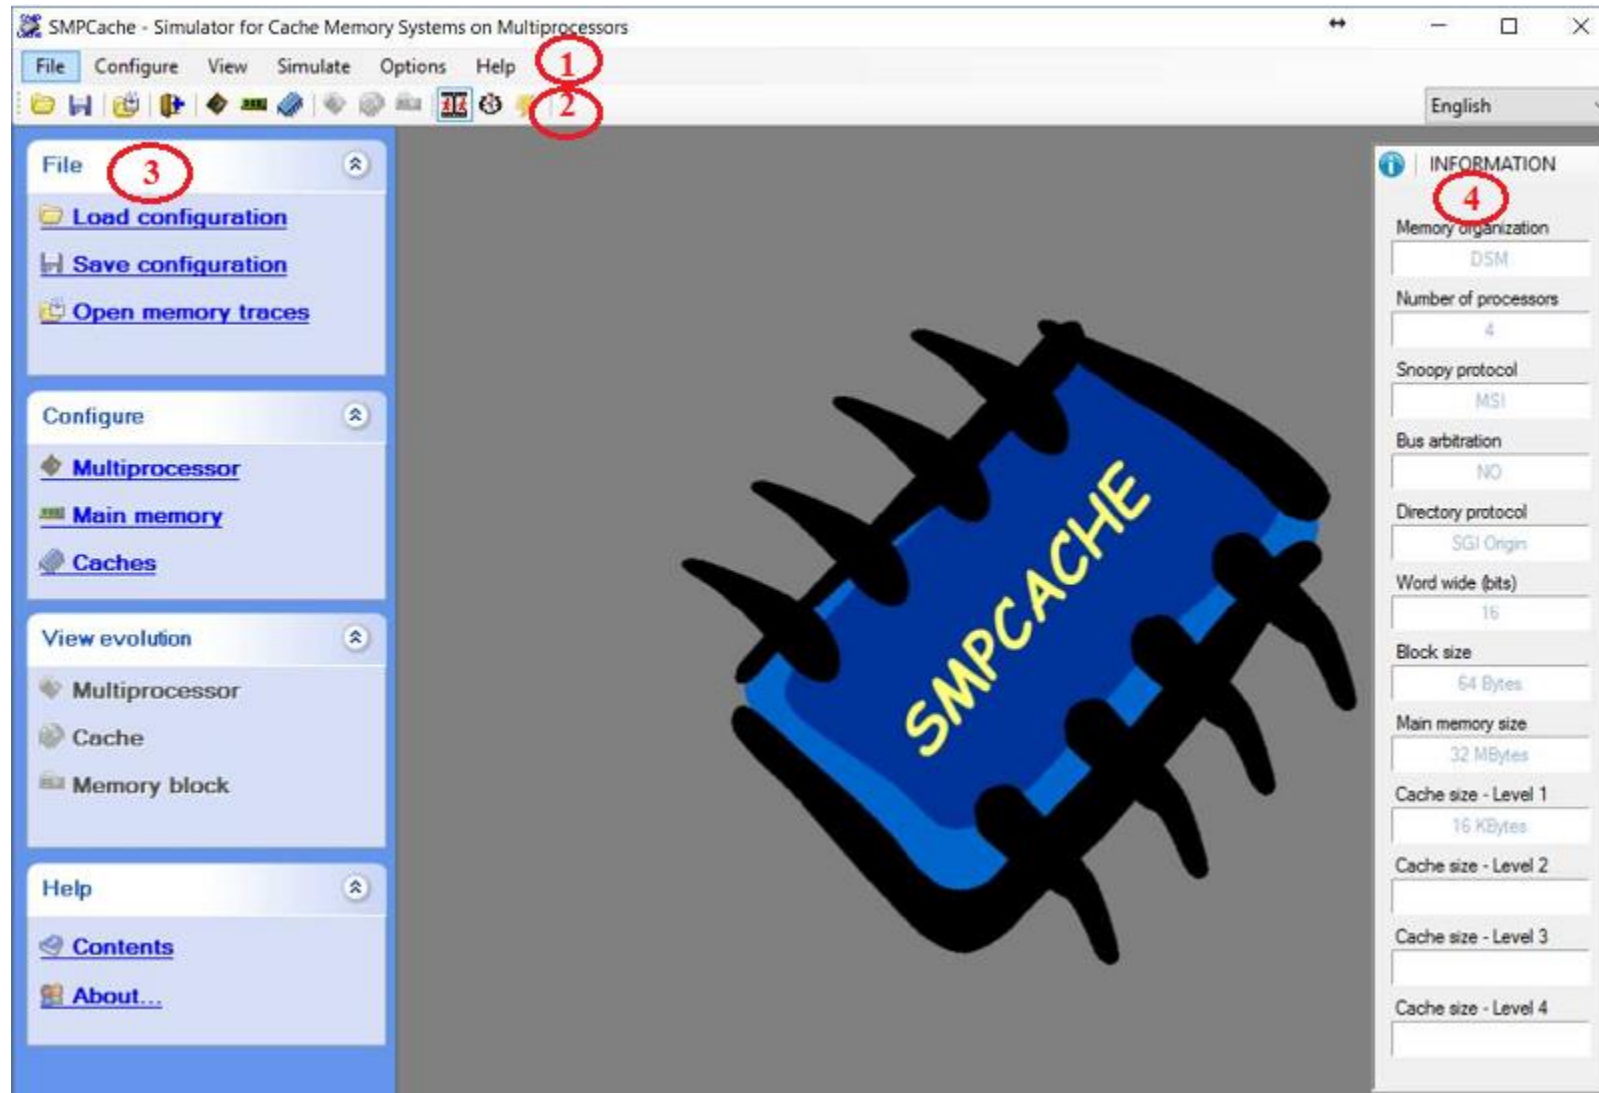 SMPCache - Simulator for Cache Memory Systems on Multiprocessors
File Configure View Simulate Options Help 1
2
English
File 3
Load configuration
Save configuration
Open memory traces
Configure
Multiprocessor
Main memory
Caches
View evolution
Multiprocessor
Cache
Memory block
Help
Contents
About...
SMPCACHE
INFORMATION
4
Memory organization
DSM
Number of processors
4
Snoopy protocol
MSI
Bus arbitration
NO
Directory protocol
SGI Origin
Word wide (bits)
16
Block size
64 Bytes
Main memory size
32 MBytes
Cache size - Level 1
16 KBytes
Cache size - Level 2
Cache size - Level 3
Cache size - Level 4